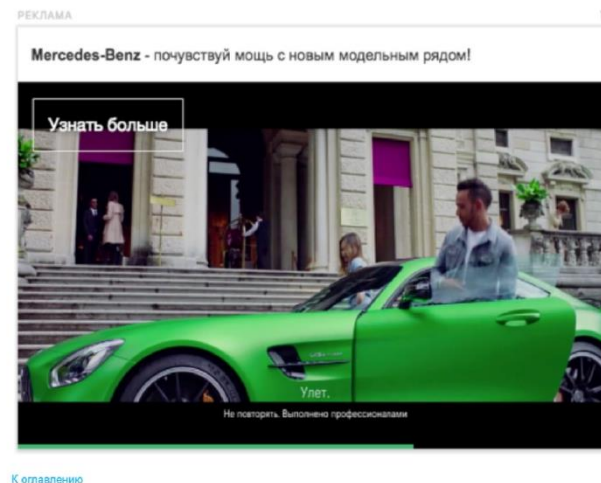 РЕКЛАМА
Mercedes-Benz - почувствуй мощь с новым модельным рядом!
Узнать больше
Улет.
Не повторять. Выполнено профессионалами
К оглавлению